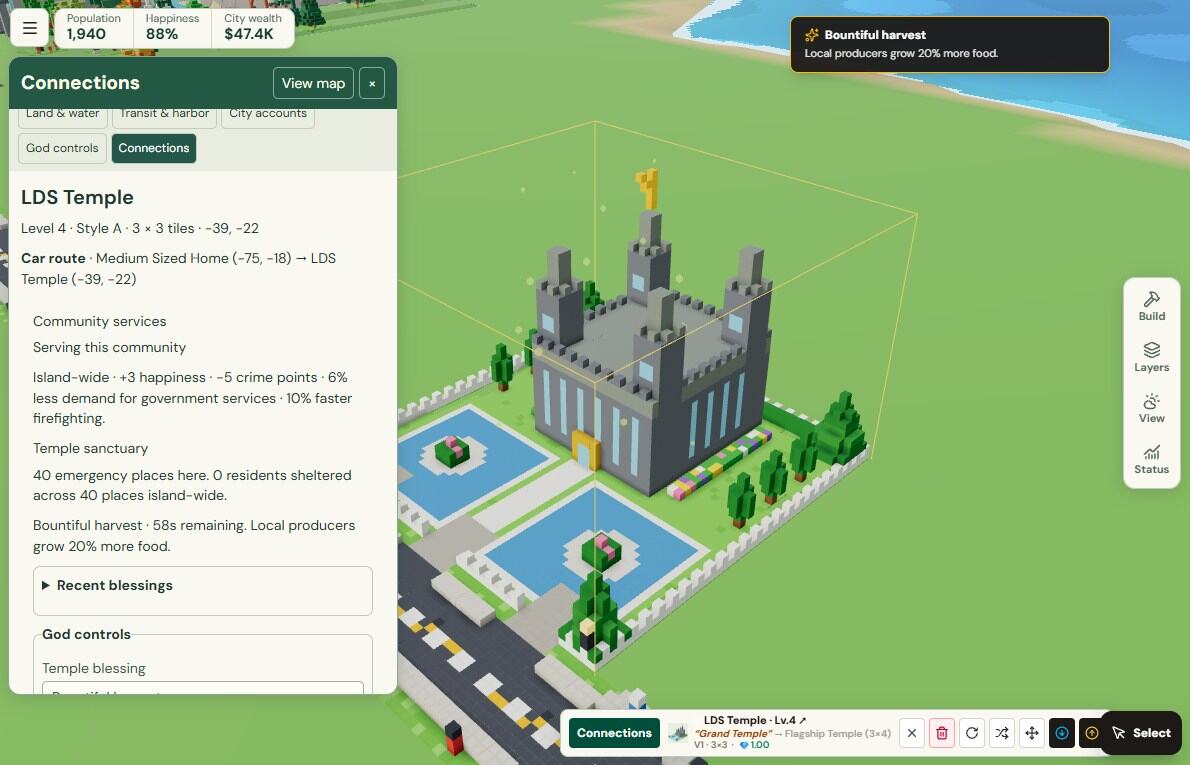 Population
1,940
Happiness
88%
City wealth
$47.4K
Bountiful harvest
Local producers grow 20% more food.
Connections
View map
×
Land & water
Transit & harbor
City accounts
God controls
Connections
LDS Temple
Level 4 · Style A · 3 × 3 tiles · -39, -22
Car route · Medium Sized Home (-75, -18) → LDS
Temple (-39, -22)
Community services
Serving this community
Island-wide · +3 happiness · -5 crime points · 6%
less demand for government services · 10% faster
firefighting.
Temple sanctuary
40 emergency places here. 0 residents sheltered
across 40 places island-wide.
Bountiful harvest · 58s remaining. Local producers
grow 20% more food.
▶ Recent blessings
God controls
Temple blessing
Build
Layers
View
Status
Connections
LDS Temple · Lv.4 ↗
“Grand Temple” → Flagship Temple (3×4)
V1 · 3×3 · 💎 1.00
Select